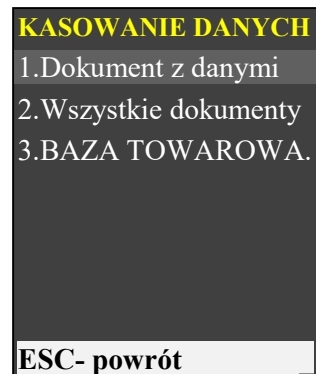 KASOWANIE DANYCH
1.Dokument z danymi
2.Wszystkie dokumenty
3.BAZA TOWAROWA.
ESC- powrót _